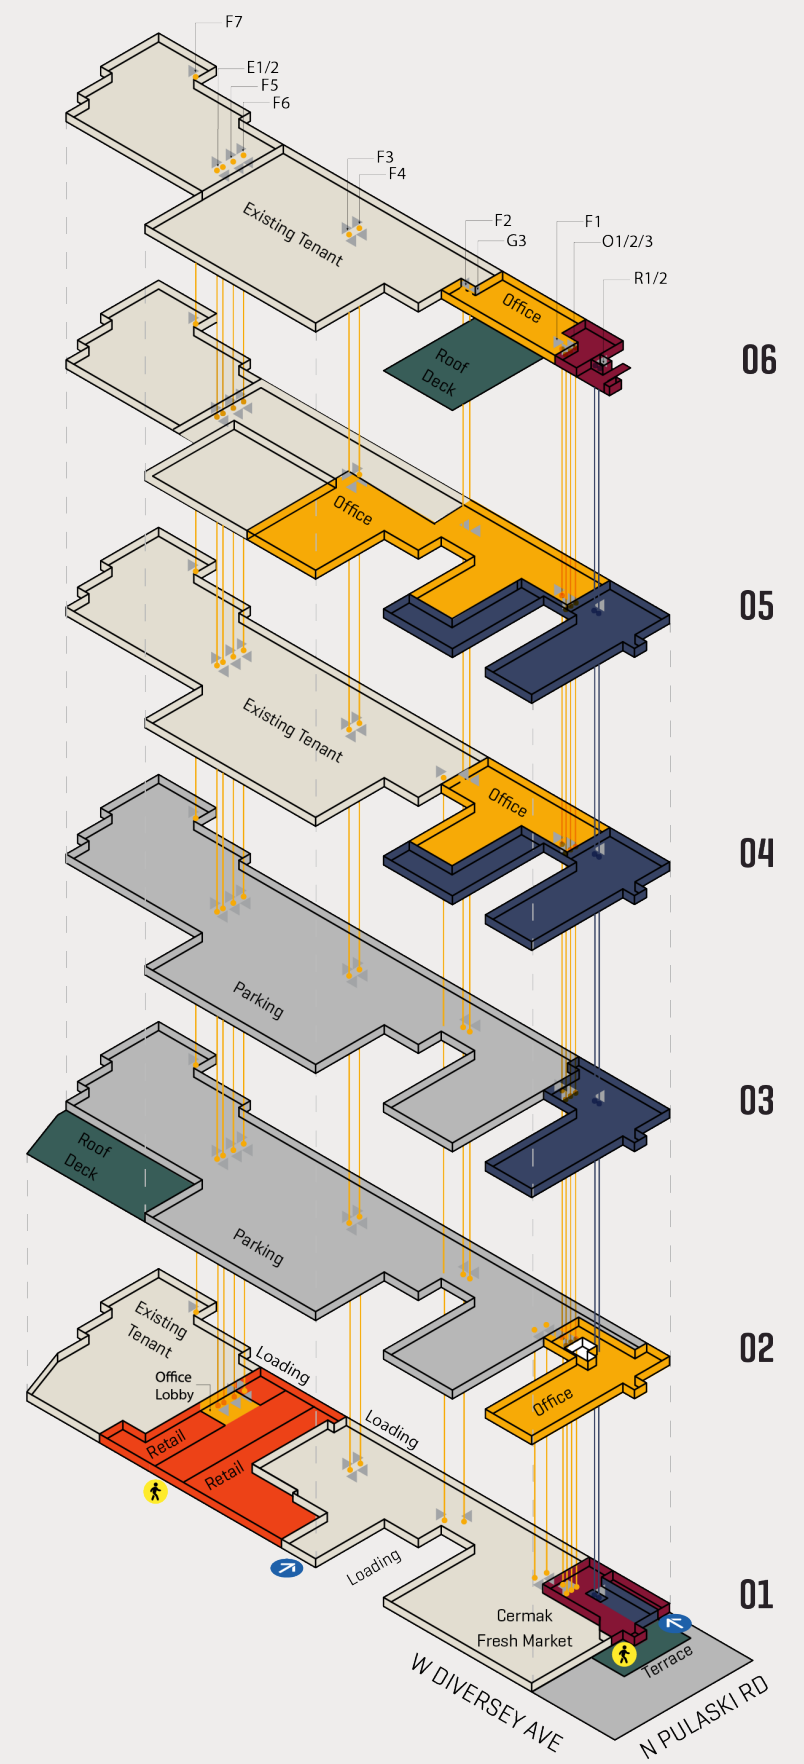 F7
E1/2
F5
F6
F3
F4
F2
G3
F1
O1/2/3
R1/2
Existing Tenant
Office
Roof
Deck
06
Office
05
Existing Tenant
Office
04
Parking
03
Roof
Deck
Parking
Office
02
Existing
Tenant
Loading
Office
Lobby
Loading
Retail
Retail
Loading
Cermak
Fresh Market
01
Terrace
W DIVERSEY AVE
N PULASKI RD